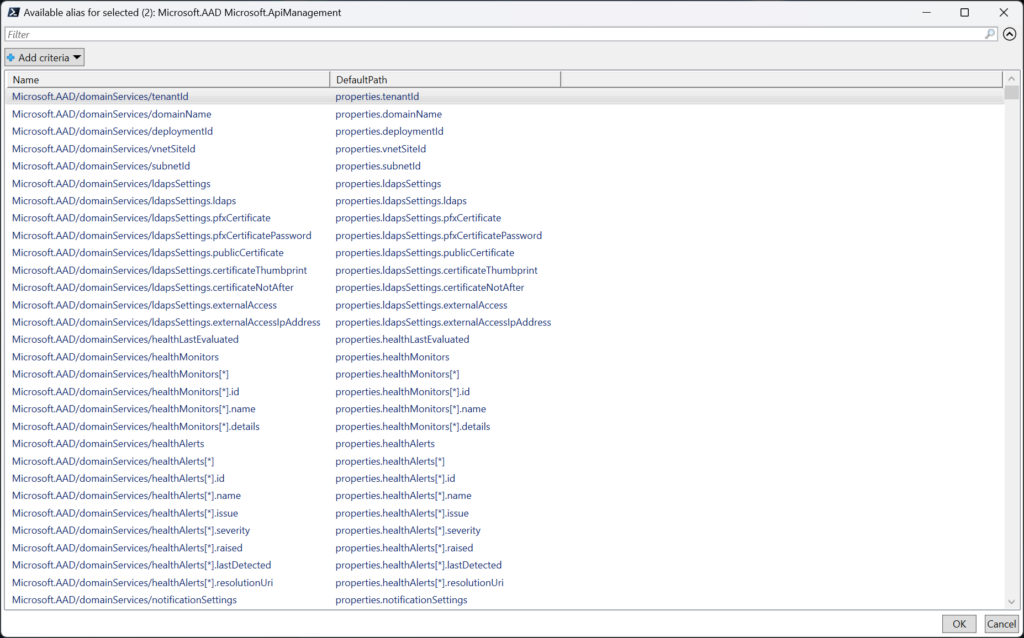 Available alias for selected (2): Microsoft.AAD Microsoft.ApiManagement
Filter
Add criteria
Name DefaultPath
Microsoft.AAD/domainServices/tenantId properties.tenantId
Microsoft.AAD/domainServices/domainName properties.domainName
Microsoft.AAD/domainServices/deploymentId properties.deploymentId
Microsoft.AAD/domainServices/vnetSiteId properties.vnetSiteId
Microsoft.AAD/domainServices/subnetId properties.subnetId
Microsoft.AAD/domainServices/ldapsSettings properties.ldapsSettings
Microsoft.AAD/domainServices/ldapsSettings.ldaps properties.ldapsSettings.ldaps
Microsoft.AAD/domainServices/ldapsSettings.pfxCertificate properties.ldapsSettings.pfxCertificate
Microsoft.AAD/domainServices/ldapsSettings.pfxCertificatePassword properties.ldapsSettings.pfxCertificatePassword
Microsoft.AAD/domainServices/ldapsSettings.publicCertificate properties.ldapsSettings.publicCertificate
Microsoft.AAD/domainServices/ldapsSettings.certificateThumbprint properties.ldapsSettings.certificateThumbprint
Microsoft.AAD/domainServices/ldapsSettings.certificateNotAfter properties.ldapsSettings.certificateNotAfter
Microsoft.AAD/domainServices/ldapsSettings.externalAccess properties.ldapsSettings.externalAccess
Microsoft.AAD/domainServices/ldapsSettings.externalAccessIpAddress properties.ldapsSettings.externalAccessIpAddress
Microsoft.AAD/domainServices/healthLastEvaluated properties.healthLastEvaluated
Microsoft.AAD/domainServices/healthMonitors properties.healthMonitors
Microsoft.AAD/domainServices/healthMonitors[*] properties.healthMonitors[*]
Microsoft.AAD/domainServices/healthMonitors[*].id properties.healthMonitors[*].id
Microsoft.AAD/domainServices/healthMonitors[*].name properties.healthMonitors[*].name
Microsoft.AAD/domainServices/healthMonitors[*].details properties.healthMonitors[*].details
Microsoft.AAD/domainServices/healthAlerts properties.healthAlerts
Microsoft.AAD/domainServices/healthAlerts[*] properties.healthAlerts[*]
Microsoft.AAD/domainServices/healthAlerts[*].id properties.healthAlerts[*].id
Microsoft.AAD/domainServices/healthAlerts[*].name properties.healthAlerts[*].name
Microsoft.AAD/domainServices/healthAlerts[*].issue properties.healthAlerts[*].issue
Microsoft.AAD/domainServices/healthAlerts[*].severity properties.healthAlerts[*].severity
Microsoft.AAD/domainServices/healthAlerts[*].raised properties.healthAlerts[*].raised
Microsoft.AAD/domainServices/healthAlerts[*].lastDetected properties.healthAlerts[*].lastDetected
Microsoft.AAD/domainServices/healthAlerts[*].resolutionUri properties.healthAlerts[*].resolutionUri
Microsoft.AAD/domainServices/notificationSettings properties.notificationSettings
OK Cancel